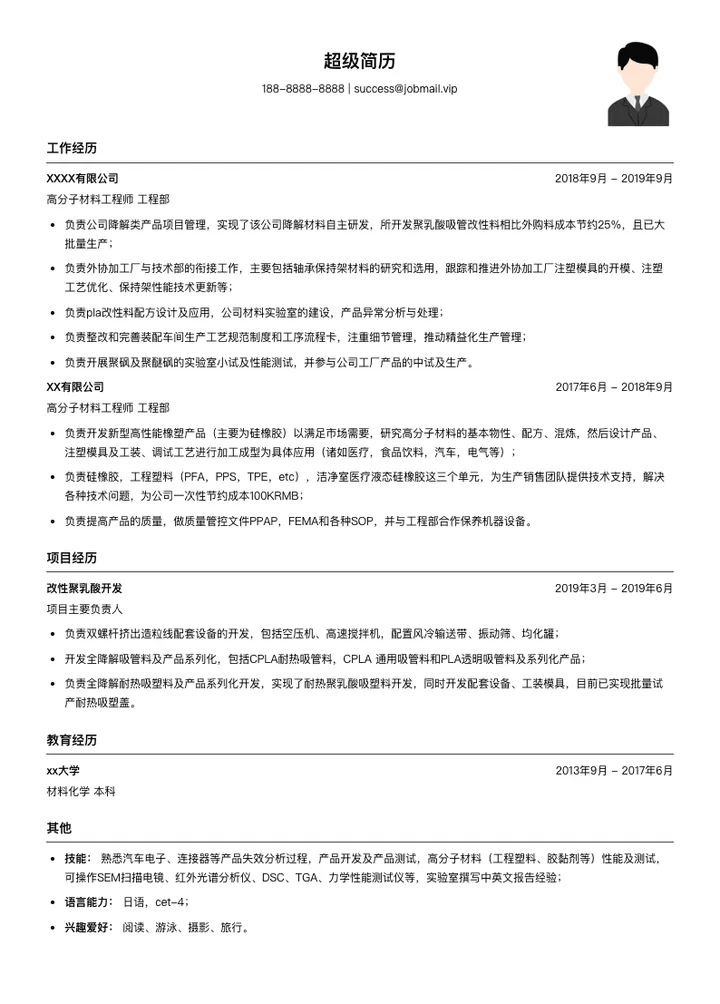 超级简历
188-8888-8888 | success@jobmail.vip
工作经历
XXXX有限公司 2018年9月 – 2019年9月
高分子材料工程师 工程部
• 负责公司降解类产品项目管理，实现了该公司降解材料自主研发，所开发聚乳酸吸管改性料相比外购料成本节约25%，且已大
批量生产；
• 负责外协加工厂与技术部的衔接工作，主要包括轴承保持架材料的研究和选用，跟踪和推进外协加工厂注塑模具的开模、注塑
工艺优化、保持架性能技术更新等；
• 负责pla改性料配方设计及应用，公司材料实验室的建设，产品异常分析与处理；
• 负责整改和完善装配车间生产工艺规范制度和工序流程卡，注重细节管理，推动精益化生产管理；
• 负责开展聚砜及聚醚砜的实验室小试及性能测试，并参与公司工厂产品的中试及生产。
XX有限公司 2017年6月 – 2018年9月
高分子材料工程师 工程部
• 负责开发新型高性能橡塑产品（主要为硅橡胶）以满足市场需要，研究高分子材料的基本物性、配方、混炼，然后设计产品、
注塑模具及工装、调试工艺进行加工成型为具体应用（诸如医疗，食品饮料，汽车，电气等）；
• 负责硅橡胶，工程塑料（PFA，PPS，TPE，etc），洁净室医疗液态硅橡胶这三个单元，为生产销售团队提供技术支持，解决
各种技术问题，为公司一次性节约成本100KRMB；
• 负责提高产品的质量，做质量管控文件PPAP，FEMA和各种SOP，并与工程部合作保养机器设备。
项目经历
改性聚乳酸开发 2019年3月 – 2019年6月
项目主要负责人
• 负责双螺杆挤出造粒线配套设备的开发，包括空压机、高速搅拌机，配置风冷输送带、振动筛、均化罐；
• 开发全降解吸管料及产品系列化，包括CPLA耐热吸管料，CPLA 通用吸管料和PLA透明吸管料及系列化产品；
• 负责全降解耐热吸塑料及产品系列化开发，实现了耐热聚乳酸吸塑料开发，同时开发配套设备、工装模具，目前已实现批量试
产耐热吸塑盖。
教育经历
xx大学 2013年9月 – 2017年6月
材料化学 本科
其他
• 技能： 熟悉汽车电子、连接器等产品失效分析过程，产品开发及产品测试，高分子材料（工程塑料、胶黏剂等）性能及测试，
可操作SEM扫描电镜、红外光谱分析仪、DSC、TGA、力学性能测试仪等，实验室撰写中英文报告经验；
• 语言能力： 日语，cet-4；
• 兴趣爱好： 阅读、游泳、摄影、旅行。